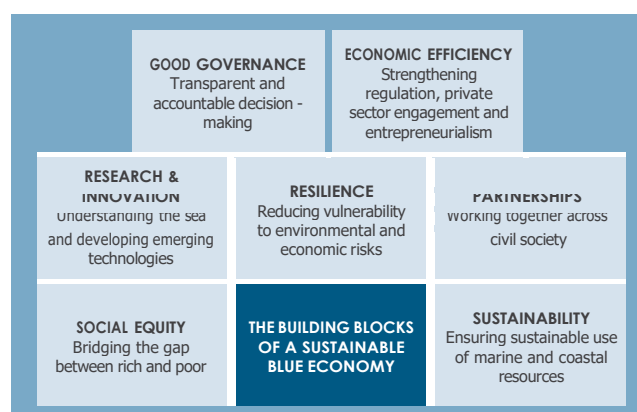 GOOD GOVERNANCE
Transparent and
accountable decision -
making
ECONOMIC EFFICIENCY
Strengthening
regulation, private
sector engagement and
entrepreneurialism
RESEARCH &
INNOVATION
Understanding the sea
and developing emerging
technologies
RESILIENCE
Reducing vulnerability
to environmental and
economic risks
PARTNERSHIPS
Working together across
civil society
SOCIAL EQUITY
Bridging the gap
between rich and poor
THE BUILDING BLOCKS
OF A SUSTAINABLE
BLUE ECONOMY
SUSTAINABILITY
Ensuring sustainable use
of marine and coastal
resources